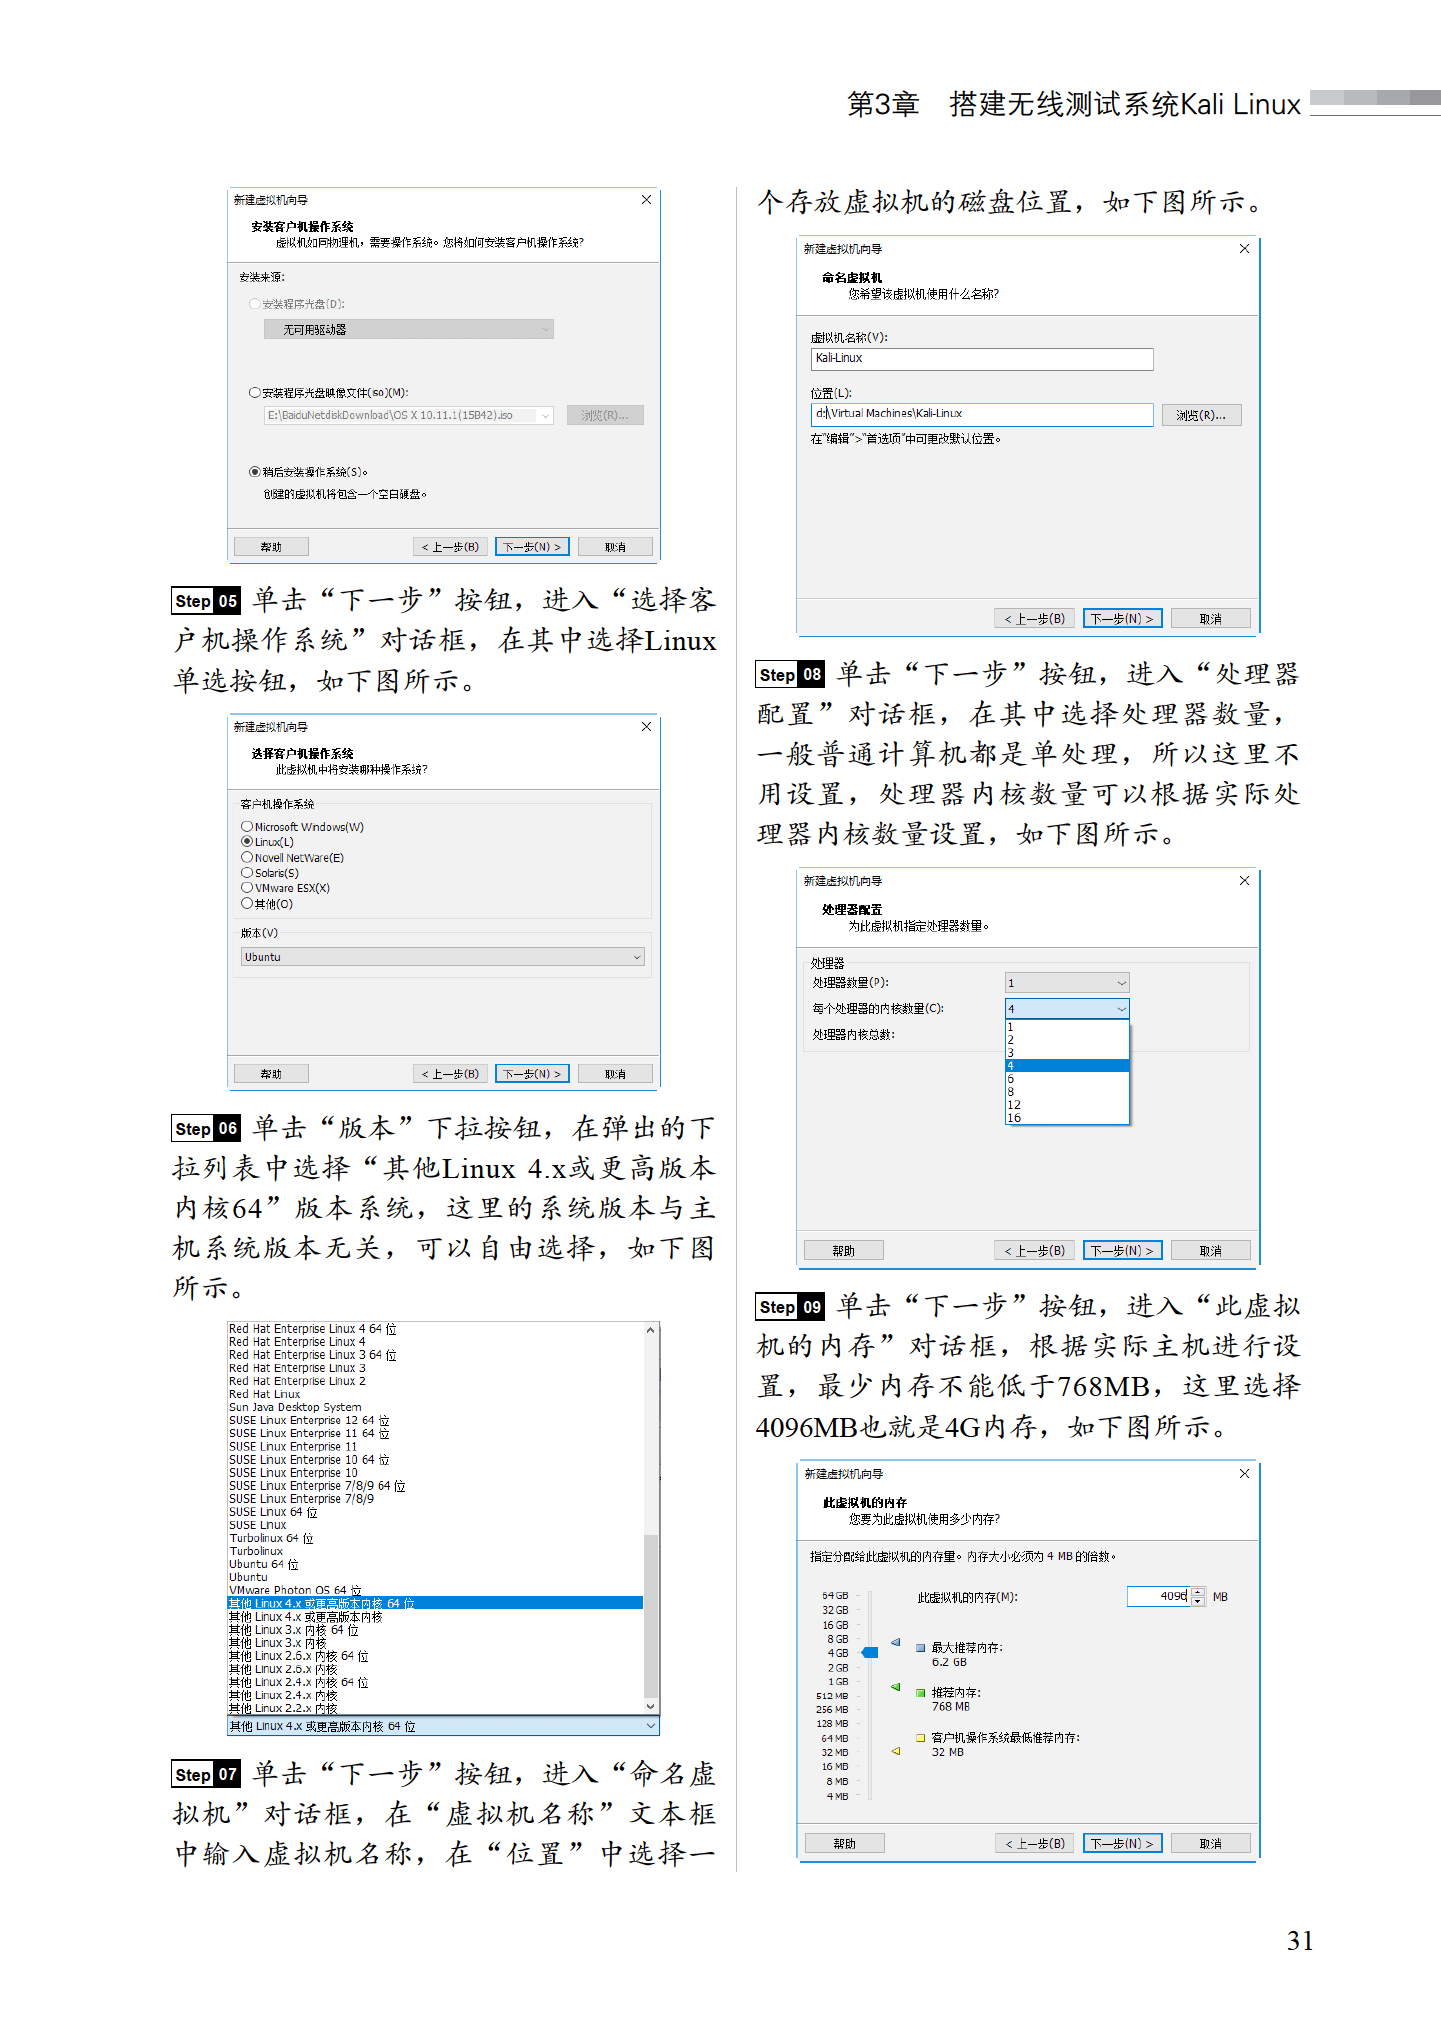 第3章 搭建无线测试系统Kali Linux
新建虚拟机向导
安装客户机操作系统
虚拟机如同物理机，需要操作系统。您将如何安装客户机操作系统?
安装来源:
安装程序光盘(D):
无可用驱动器
安装程序光盘映像文件(iso)(M):
E:\BaiduNetdiskDownload\OS X 10.11.1(15B42).iso
浏览(R)...
稍后安装操作系统(S)。
创建的虚拟机将包含一个空白硬盘。
帮助
< 上一步(B)
下一步(N) >
取消
Step 05 单击“下一步”按钮，进入“选择客
户机操作系统”对话框，在其中选择Linux
单选按钮，如下图所示。
新建虚拟机向导
选择客户机操作系统
此虚拟机中将安装哪种操作系统?
客户机操作系统
Microsoft Windows(W)
Linux(L)
Novell NetWare(E)
Solaris(S)
VMware ESX(X)
其他(O)
版本(V)
Ubuntu
帮助
< 上一步(B)
下一步(N) >
取消
Step 06 单击“版本”下拉按钮，在弹出的下
拉列表中选择“其他Linux 4.x或更高版本
内核64”版本系统，这里的系统版本与主
机系统版本无关，可以自由选择，如下图
所示。
Red Hat Enterprise Linux 4 64 位
Red Hat Enterprise Linux 4
Red Hat Enterprise Linux 3 64 位
Red Hat Enterprise Linux 3
Red Hat Enterprise Linux 2
Red Hat Linux
Sun Java Desktop System
SUSE Linux Enterprise 12 64 位
SUSE Linux Enterprise 11 64 位
SUSE Linux Enterprise 11
SUSE Linux Enterprise 10 64 位
SUSE Linux Enterprise 10
SUSE Linux Enterprise 7/8/9 64 位
SUSE Linux Enterprise 7/8/9
SUSE Linux 64 位
SUSE Linux
Turbolinux 64 位
Turbolinux
Ubuntu 64 位
Ubuntu
VMware Photon OS 64 位
其他 Linux 4.x 或更高版本内核 64 位
其他 Linux 4.x 或更高版本内核
其他 Linux 3.x 内核 64 位
其他 Linux 3.x 内核
其他 Linux 2.6.x 内核 64 位
其他 Linux 2.6.x 内核
其他 Linux 2.4.x 内核 64 位
其他 Linux 2.4.x 内核
其他 Linux 2.2.x 内核
其他 Linux 4.x 或更高版本内核 64 位
Step 07 单击“下一步”按钮，进入“命名虚
拟机”对话框，在“虚拟机名称”文本框
中输入虚拟机名称，在“位置”中选择一
个存放虚拟机的磁盘位置，如下图所示。
新建虚拟机向导
命名虚拟机
您希望该虚拟机使用什么名称?
虚拟机名称(V):
Kali-Linux
位置(L):
d:\Virtual Machines\Kali-Linux
浏览(R)...
在“编辑”>“首选项”中可更改默认位置。
< 上一步(B)
下一步(N) >
取消
Step 08 单击“下一步”按钮，进入“处理器
配置”对话框，在其中选择处理器数量，
一般普通计算机都是单处理，所以这里不
用设置，处理器内核数量可以根据实际处
理器内核数量设置，如下图所示。
新建虚拟机向导
处理器配置
为此虚拟机指定处理器数量。
处理器
处理器数量(P):
1
每个处理器的内核数量(C):
4
处理器内核总数:
1
2
3
4
6
8
12
16
帮助
< 上一步(B)
下一步(N) >
取消
Step 09 单击“下一步”按钮，进入“此虚拟
机的内存”对话框，根据实际主机进行设
置，最少内存不能低于768MB，这里选择
4096MB也就是4G内存，如下图所示。
新建虚拟机向导
此虚拟机的内存
您要为此虚拟机使用多少内存?
指定分配给此虚拟机的内存量。内存大小必须为 4 MB 的倍数。
此虚拟机的内存(M):
4096
MB
64 GB
32 GB
16 GB
8 GB
4 GB
2 GB
1 GB
512 MB
256 MB
128 MB
64 MB
32 MB
16 MB
8 MB
4 MB
最大推荐内存:
6.2 GB
推荐内存:
768 MB
客户机操作系统最低推荐内存:
32 MB
帮助
< 上一步(B)
下一步(N) >
取消
31